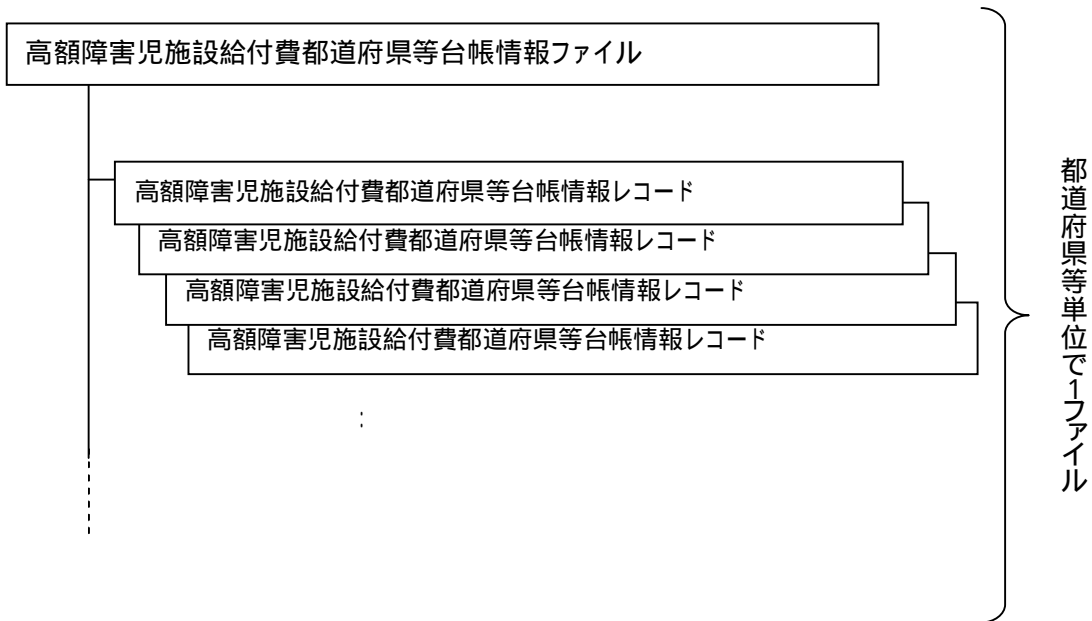 高額障害児施設給付費都道府県等台帳情報ファイル
高額障害児施設給付費都道府県等台帳情報レコード
高額障害児施設給付費都道府県等台帳情報レコード
高額障害児施設給付費都道府県等台帳情報レコード
高額障害児施設給付費都道府県等台帳情報レコード
:
都道府県等単位で1ファイル